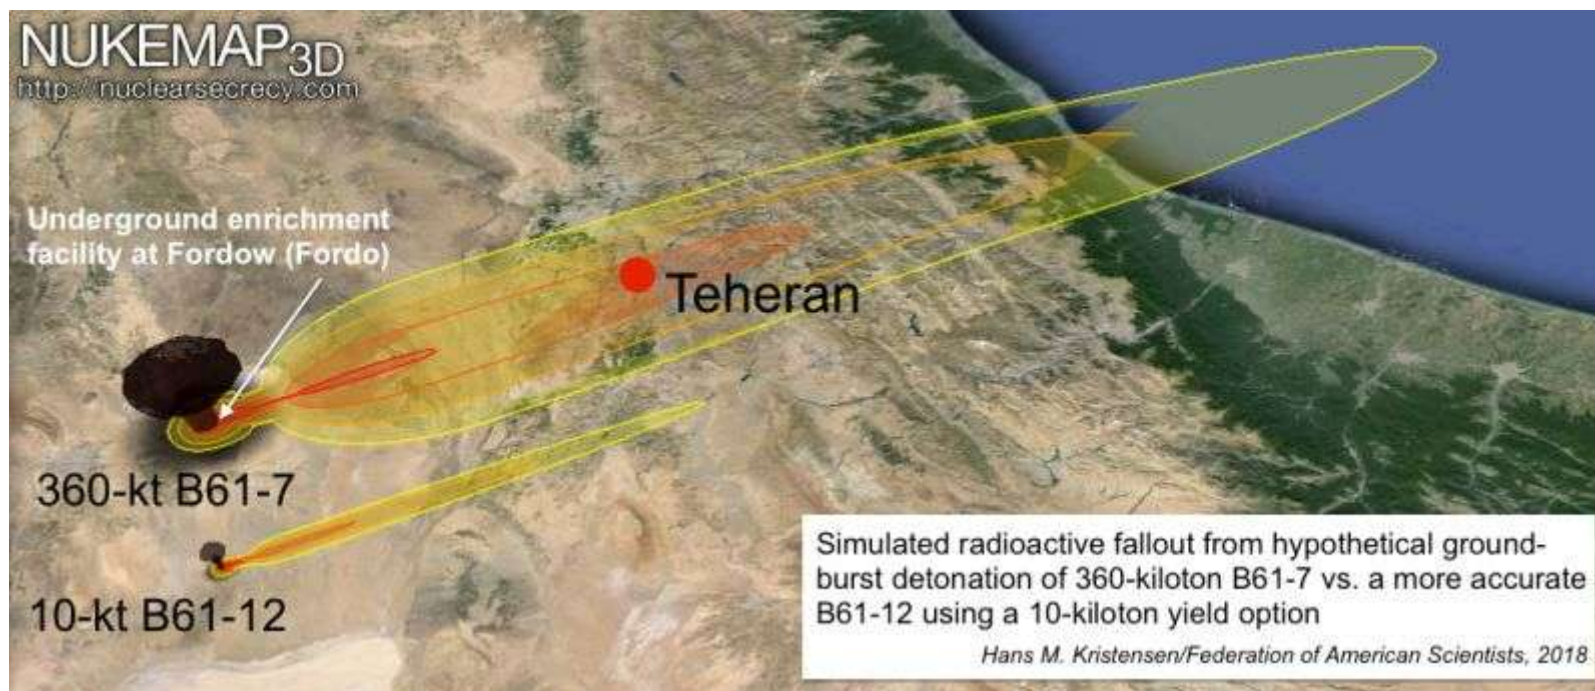 NUKEMAP3D
http://nuclearsecrecy.com
Underground enrichment
facility at Fordow (Fordo)
Teheran
360-kt B61-7
10-kt B61-12
Simulated radioactive fallout from hypothetical ground-
burst detonation of 360-kiloton B61-7 vs. a more accurate
B61-12 using a 10-kiloton yield option
Hans M. Kristensen/Federation of American Scientists, 2018